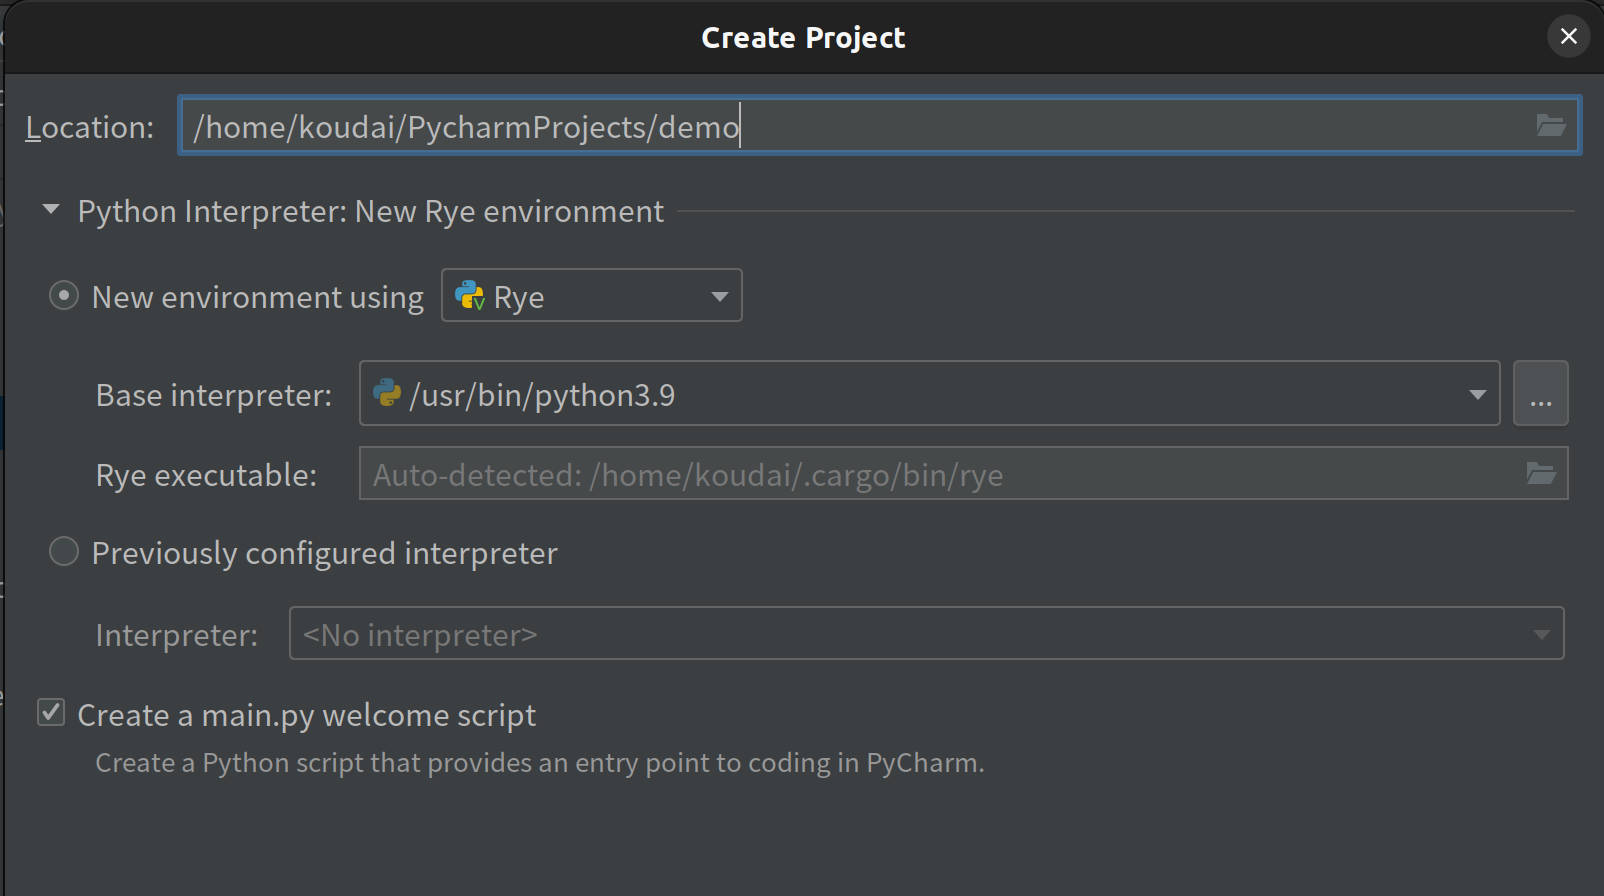 Create Project
Location: /home/koudai/PycharmProjects/demo
Python Interpreter: New Rye environment
New environment using Rye
Base interpreter: /usr/bin/python3.9 ...
Rye executable: Auto-detected: /home/koudai/.cargo/bin/rye
Previously configured interpreter
Interpreter: <No interpreter>
Create a main.py welcome script
Create a Python script that provides an entry point to coding in PyCharm.